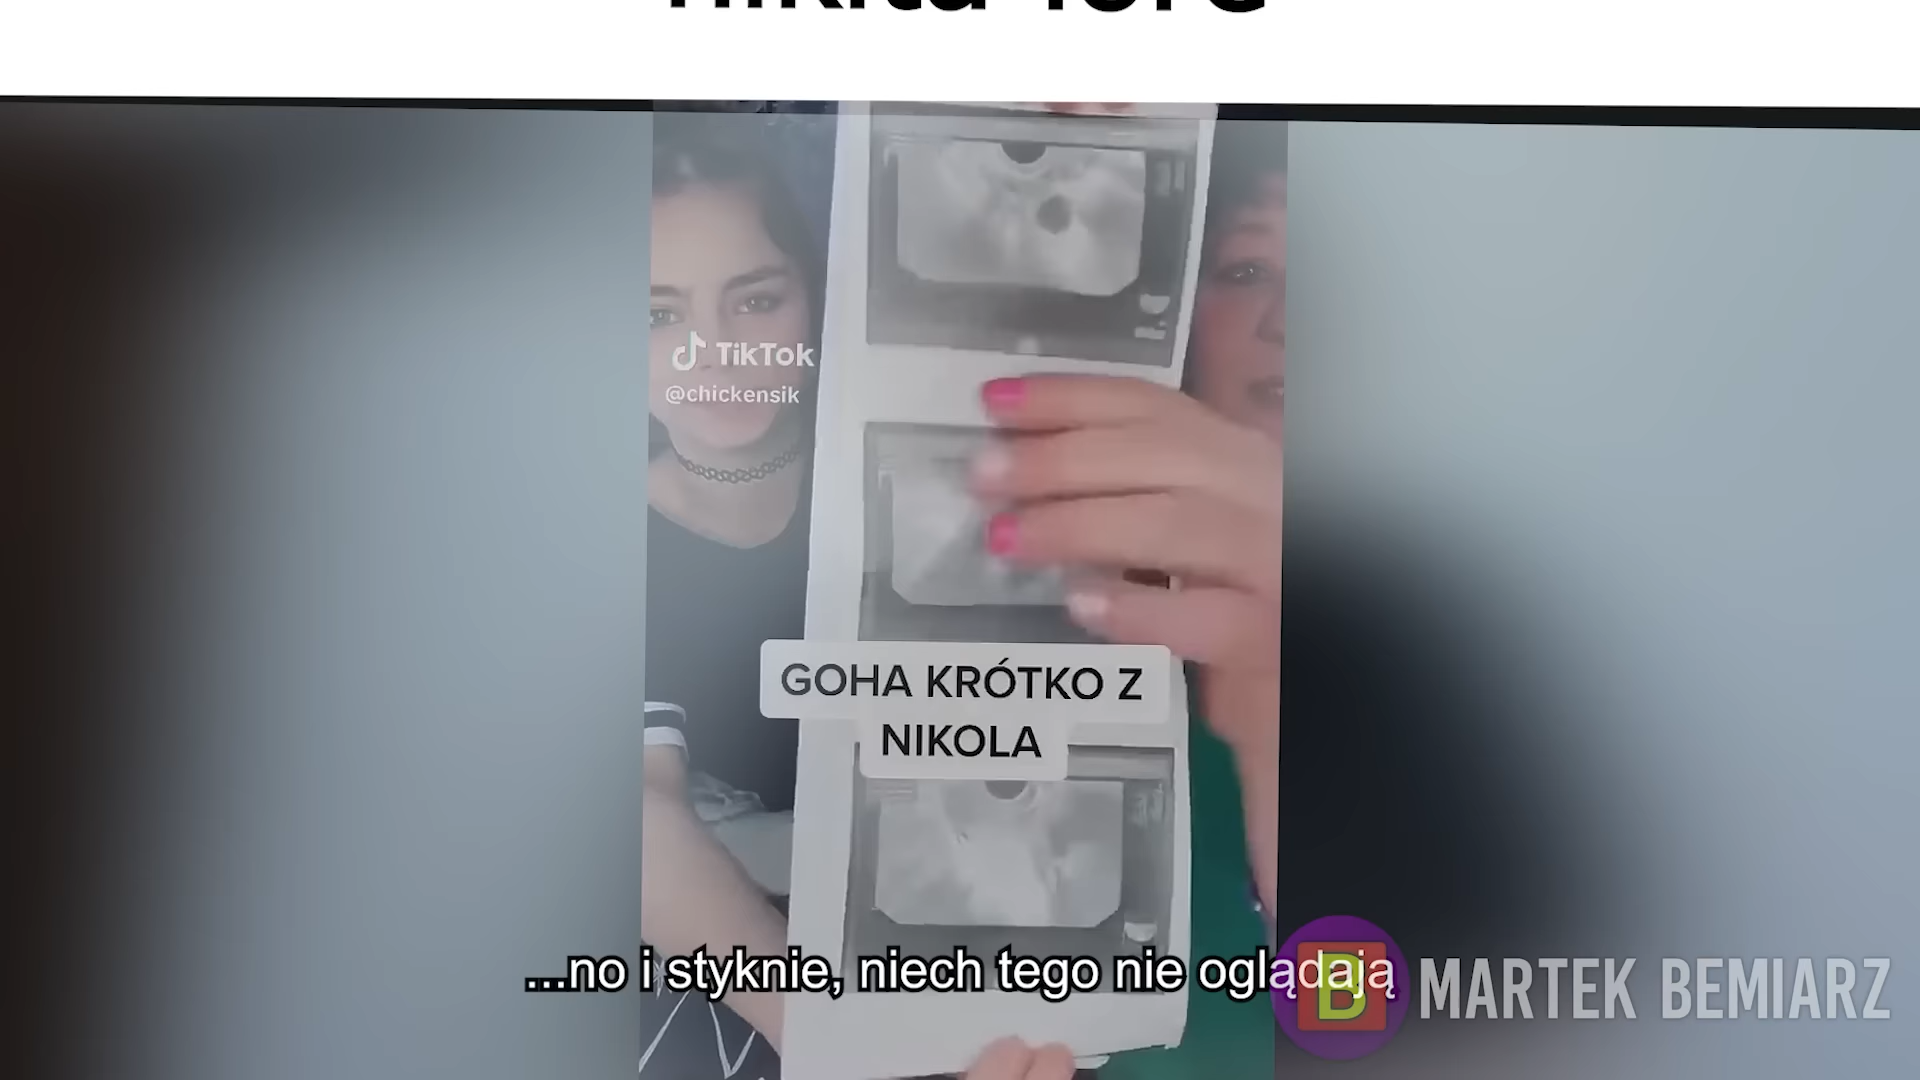 TikTok
@chickensik
GOHA KRÓTKO Z
NIKOLA
...no i styknie, niech tego nie oglądają
B MARTEK BEMIARZ